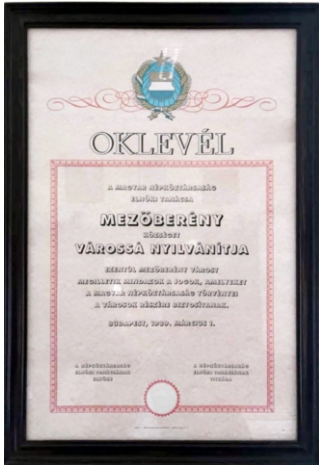 OKLEVÉL
A MAGYAR NÉPKÖZTÁRSASÁG
ELNÖKI TANÁCSA
MEZŐBERÉNY
KÖZSÉGET
VÁROSSÁ NYILVÁNÍTJA
EZENTÚL MEZŐBERÉNY VÁROST
MEGILLETIK MINDAZOK A JOGOK, AMELYEKET
A MAGYAR NÉPKÖZTÁRSASÁG TÖRVÉNYEI
A VÁROSOK RÉSZÉRE BIZTOSÍTANAK.
BUDAPEST, 1989. MÁRCIUS 1.
A NÉPKÖZTÁRSASÁG
ELNÖKI TANÁCSÁNAK
ELNÖKE
A NÉPKÖZTÁRSASÁG
ELNÖKI TANÁCSÁNAK
TITKÁRA